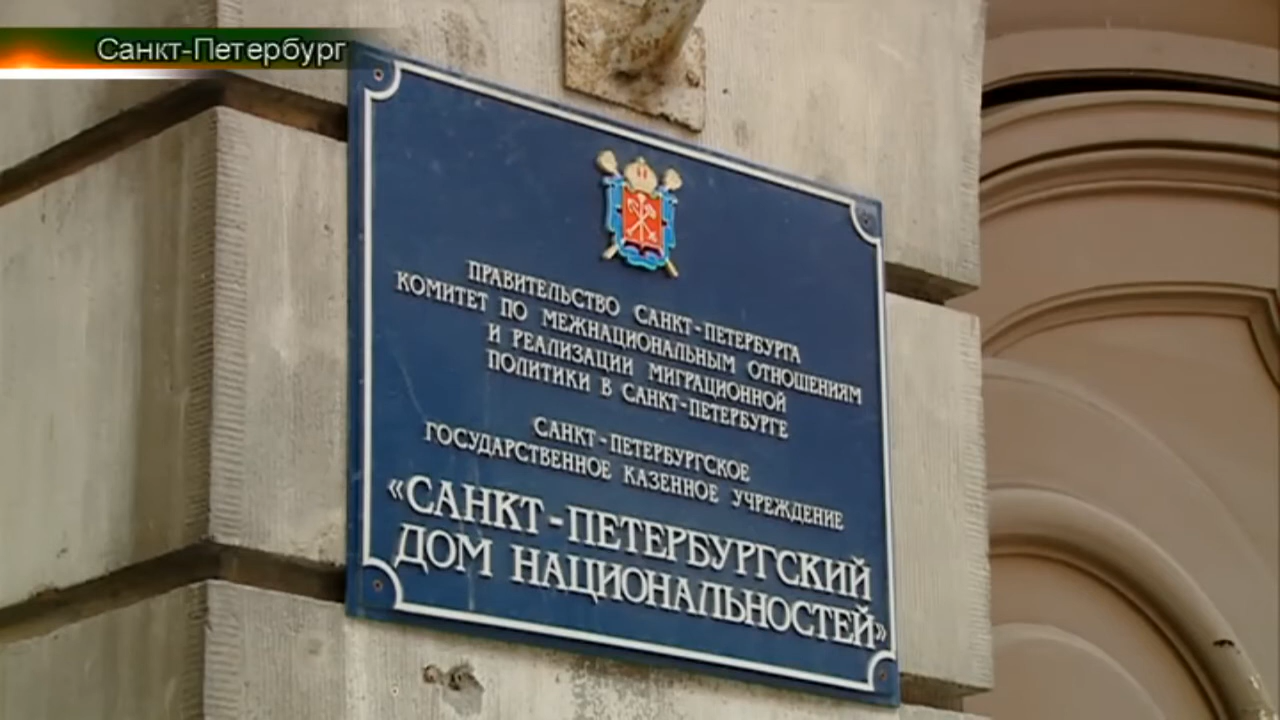 Санкт-Петербург
ПРАВИТЕЛЬСТВО САНКТ-ПЕТЕРБУРГА
КОМИТЕТ ПО МЕЖНАЦИОНАЛЬНЫМ ОТНОШЕНИЯМ
И РЕАЛИЗАЦИИ МИГРАЦИОННОЙ
ПОЛИТИКИ В САНКТ-ПЕТЕРБУРГЕ
САНКТ-ПЕТЕРБУРГСКОЕ
ГОСУДАРСТВЕННОЕ КАЗЕННОЕ УЧРЕЖДЕНИЕ
«САНКТ-ПЕТЕРБУРГСКИЙ
ДОМ НАЦИОНАЛЬНОСТЕЙ»